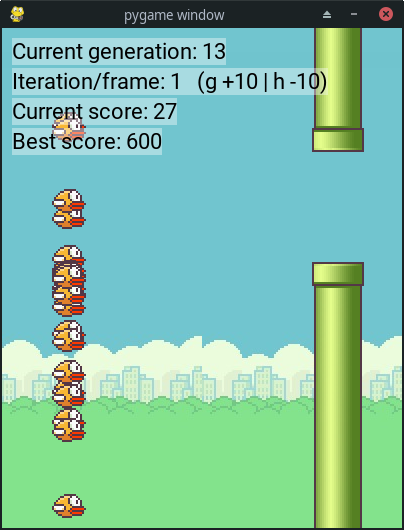 pygame window
Current generation: 13
Iteration/frame: 1 (g +10 | h -10)
Current score: 27
Best score: 600